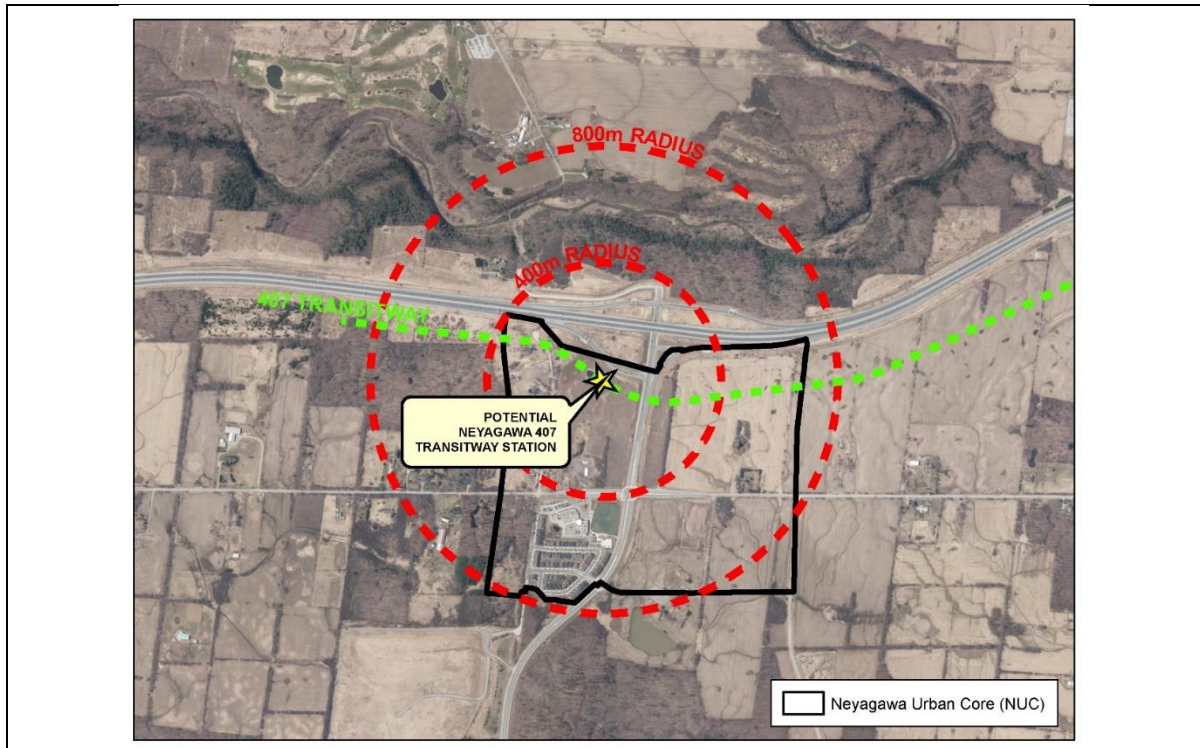 800m RADIUS
400m RADIUS
407 TRANSITWAY
POTENTIAL
NEYAGAWA 407
TRANSITWAY STATION
Neyagawa Urban Core (NUC)